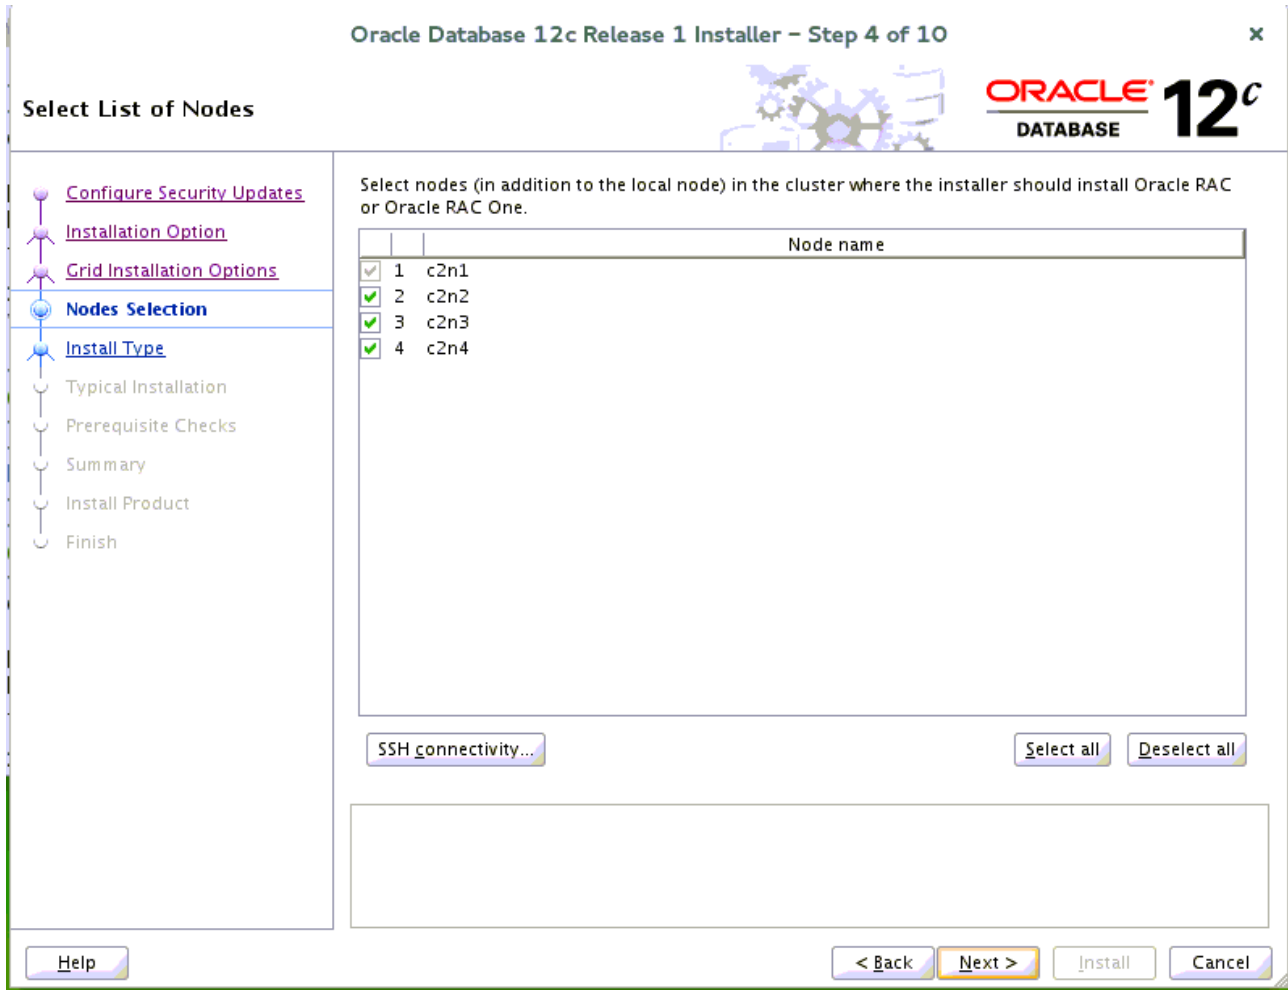 Oracle Database 12c Release 1 Installer – Step 4 of 10
Select List of Nodes
ORACLE DATABASE 12c
Configure Security Updates
Installation Option
Grid Installation Options
Nodes Selection
Install Type
Typical Installation
Prerequisite Checks
Summary
Install Product
Finish
Select nodes (in addition to the local node) in the cluster where the installer should install Oracle RAC
or Oracle RAC One.
Node name
1 c2n1
2 c2n2
3 c2n3
4 c2n4
SSH connectivity... Select all Deselect all
Help < Back Next > Install Cancel